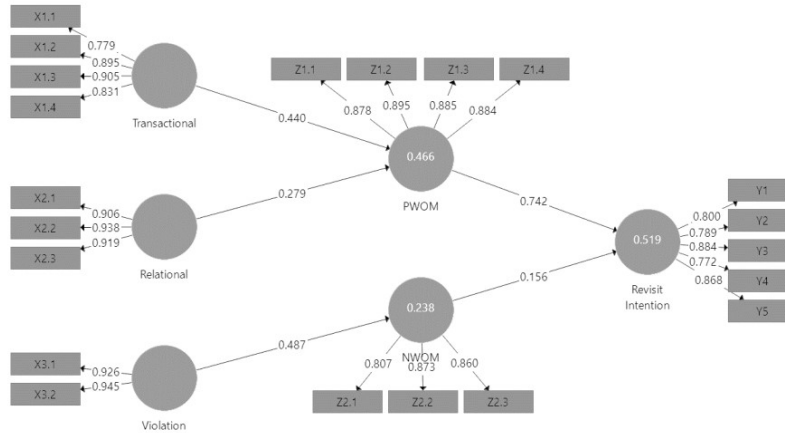 X1.1
X1.2
X1.3
X1.4
0.779
0.895
0.905
0.831
Transactional
Z1.1
Z1.2
Z1.3
Z1.4
0.878
0.895
0.885
0.884
0.440
0.466
PWOM
X2.1
X2.2
X2.3
0.906
0.938
0.919
Relational
0.279
0.742
0.519
Revisit
Intention
0.800
0.789
0.884
0.772
0.868
Y1
Y2
Y3
Y4
Y5
0.156
0.238
NWOM
0.487
X3.1
X3.2
0.926
0.945
Violation
0.807
0.873
0.860
Z2.1
Z2.2
Z2.3